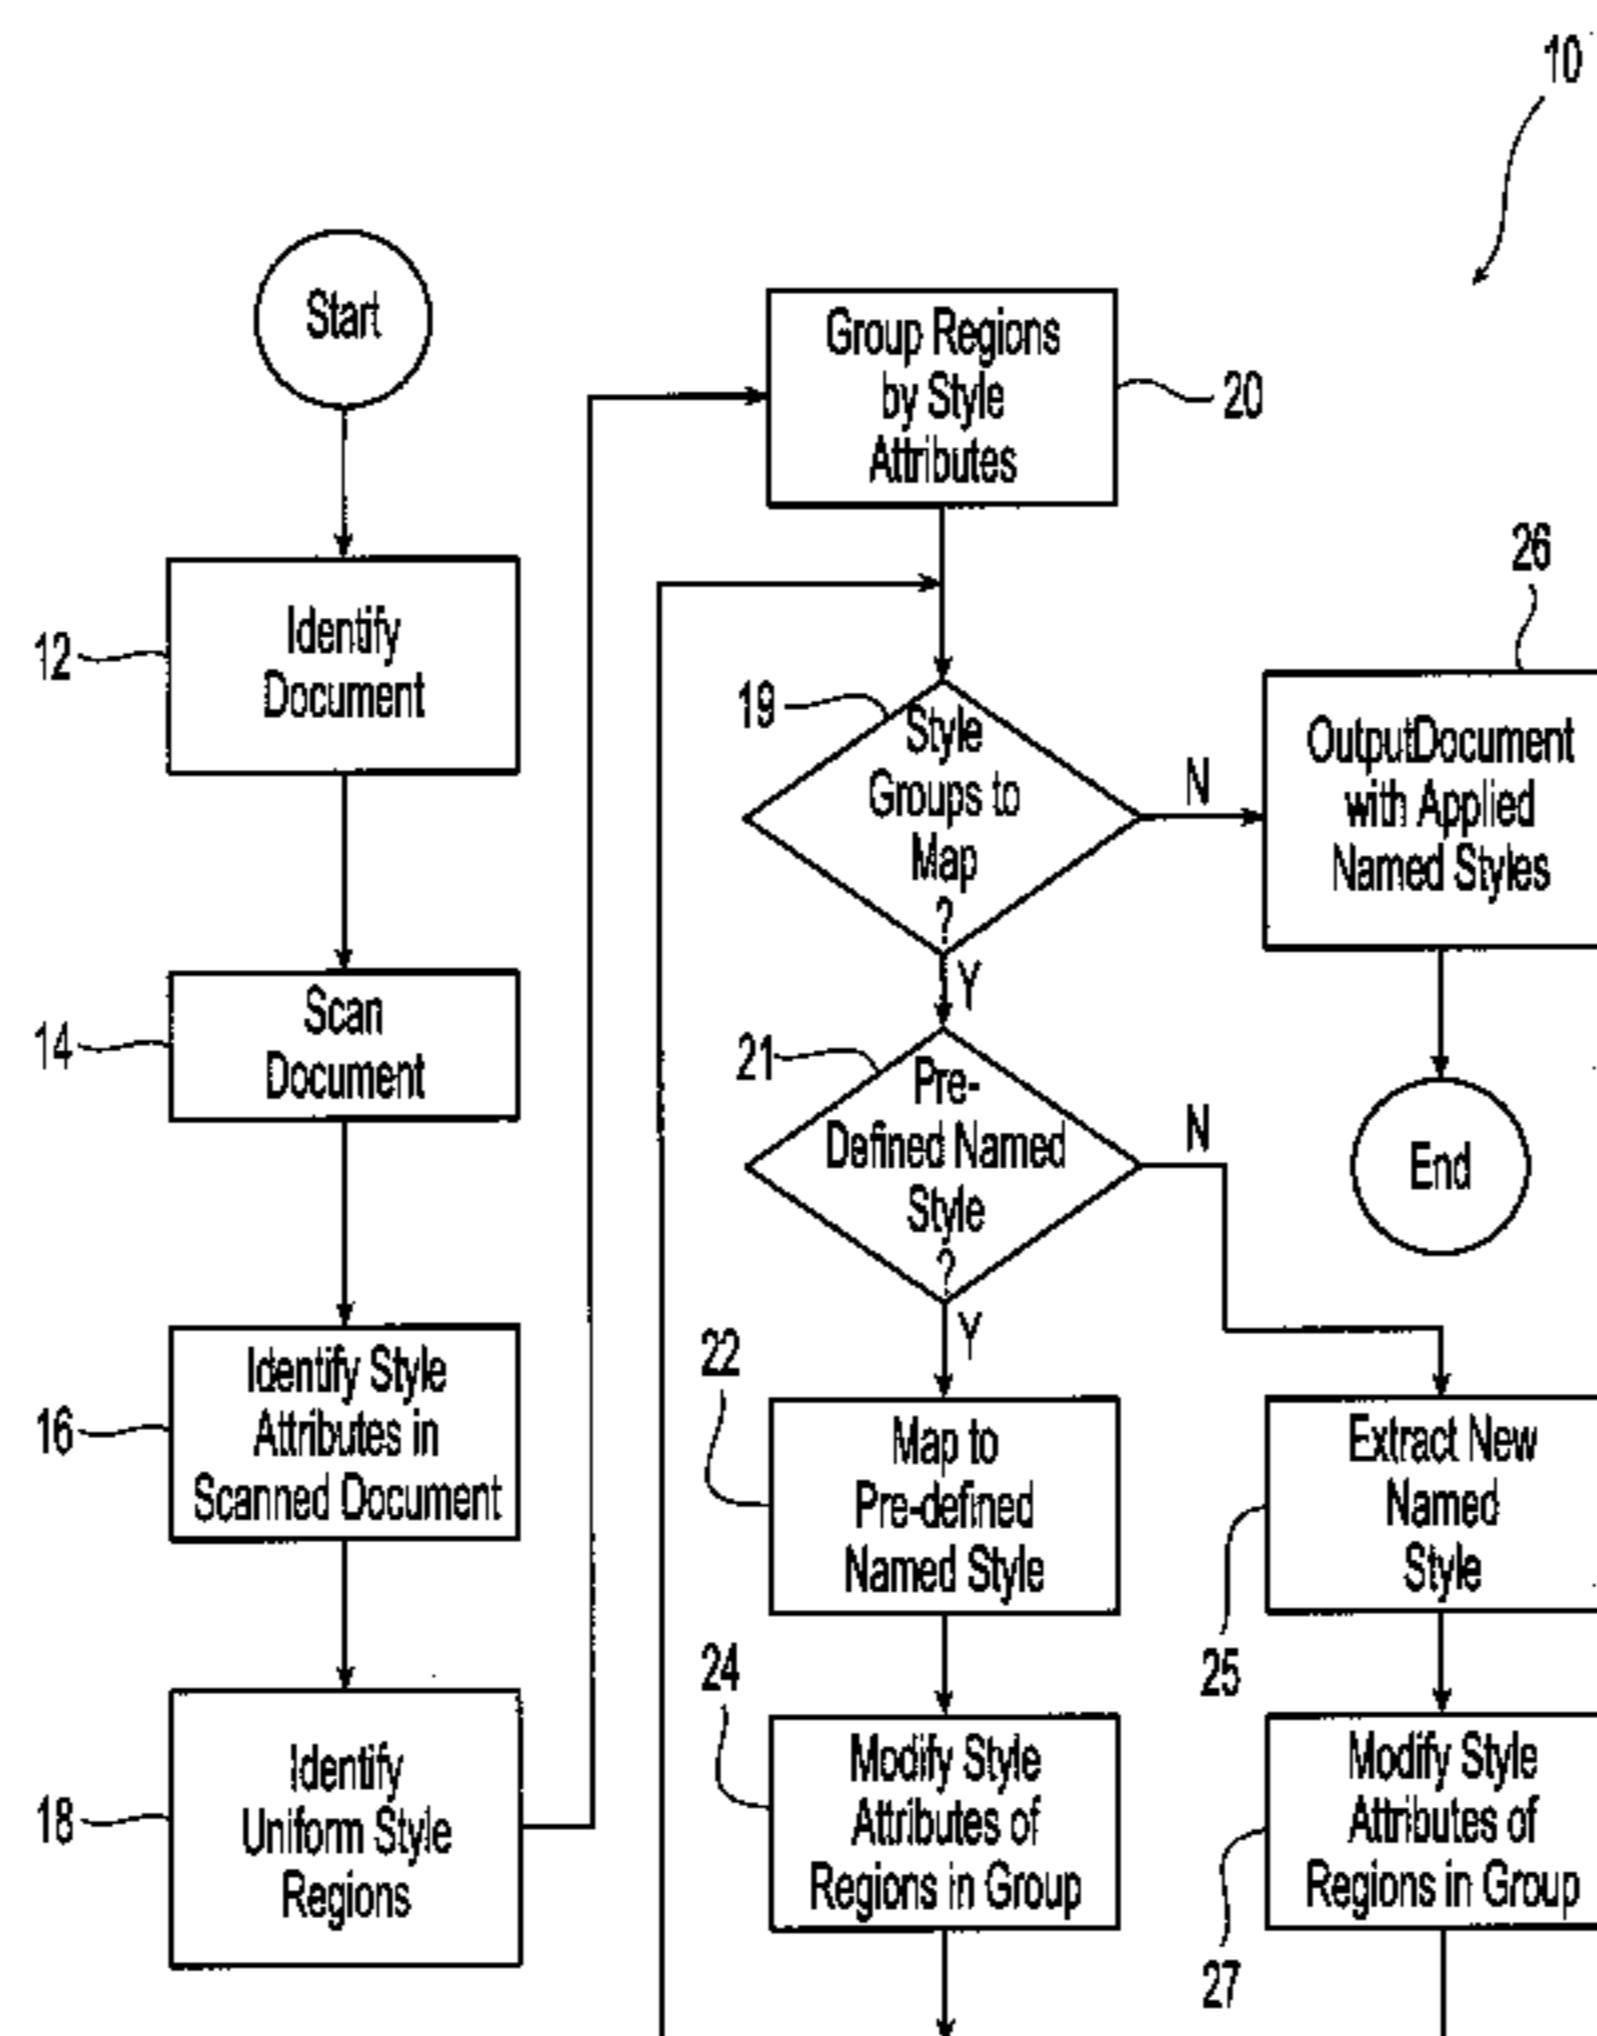 10
Start
12
Identify
Document
14
Scan
Document
16
Identify Style
Attributes in
Scanned Document
18
Identify
Uniform Style
Regions
Group Regions
by Style
Attributes
20
19
Style
Groups to
Map
?
N
Y
26
OutputDocument
with Applied
Named Styles
End
21
Pre-
Defined Named
Style
?
N
Y
22
Map to
Pre-defined
Named Style
24
Modify Style
Attributes of
Regions in Group
Extract New
Named
Style
25
Modify Style
Attributes of
Regions in Group
27